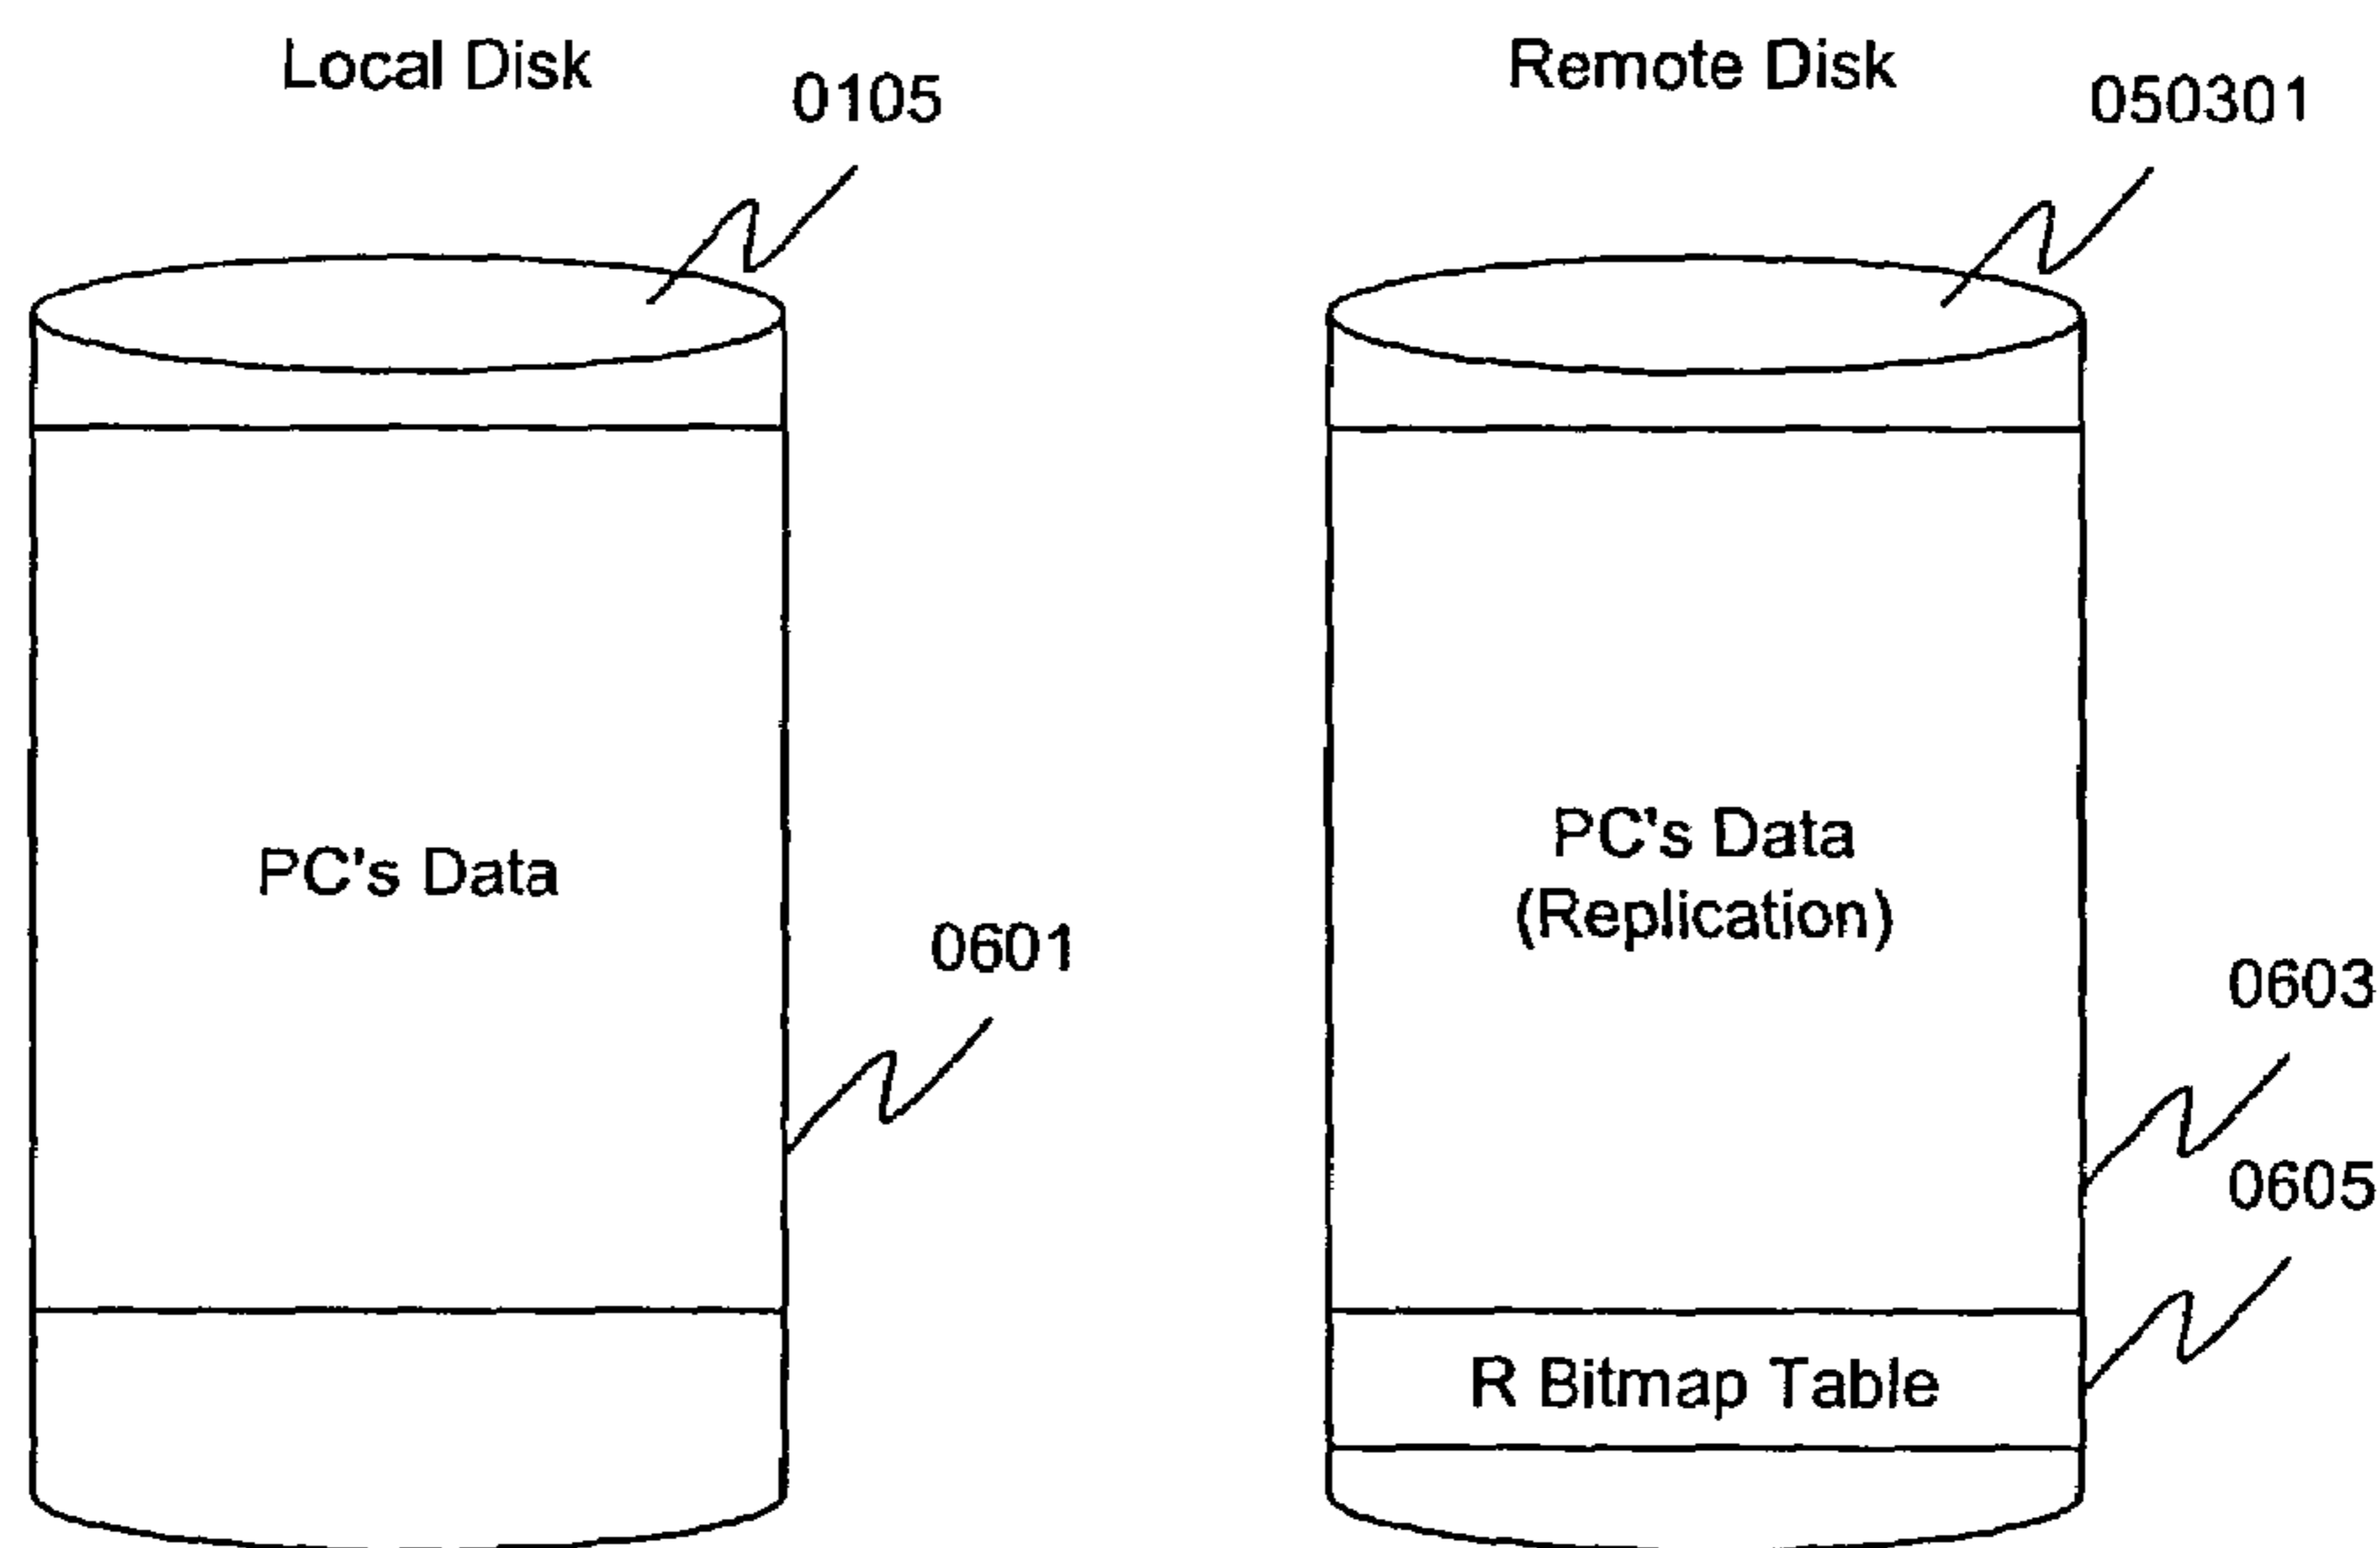 Local Disk
0105
Remote Disk
050301
PC's Data
0601
PC's Data
(Replication)
0603
0605
R Bitmap Table